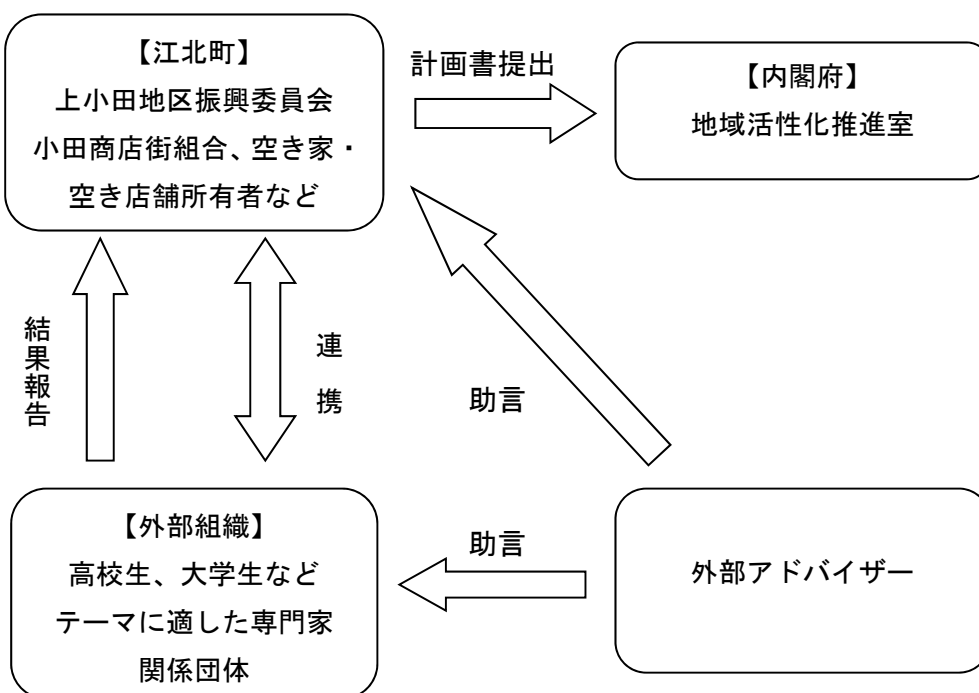 【江北町】
上小田地区振興委員会
小田商店街組合、空き家・
空き店舗所有者など
計画書提出
【内閣府】
地域活性化推進室
結果報告
連携
助言
【外部組織】
高校生、大学生など
テーマに適した専門家
関係団体
助言
外部アドバイザー